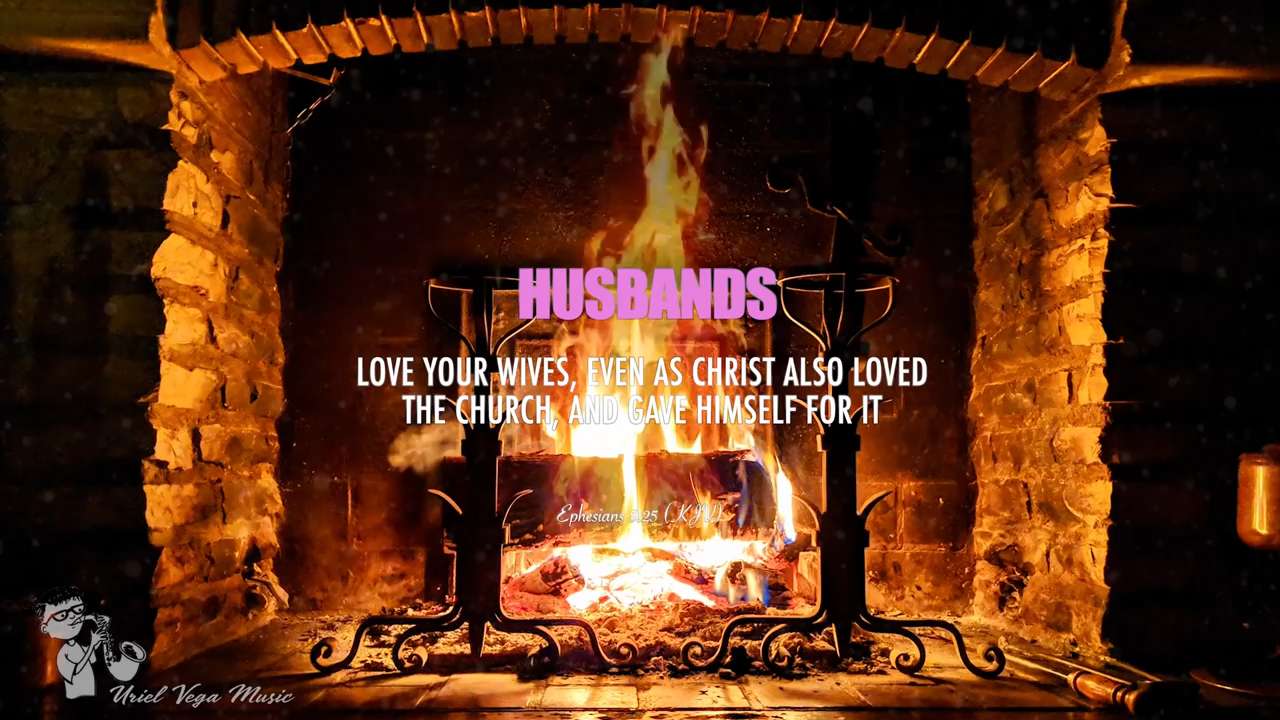 HUSBANDS
LOVE YOUR WIVES, EVEN AS CHRIST ALSO LOVED
THE CHURCH, AND GAVE HIMSELF FOR IT
Ephesians 5:25 (KJV)
Uriel Vega Music